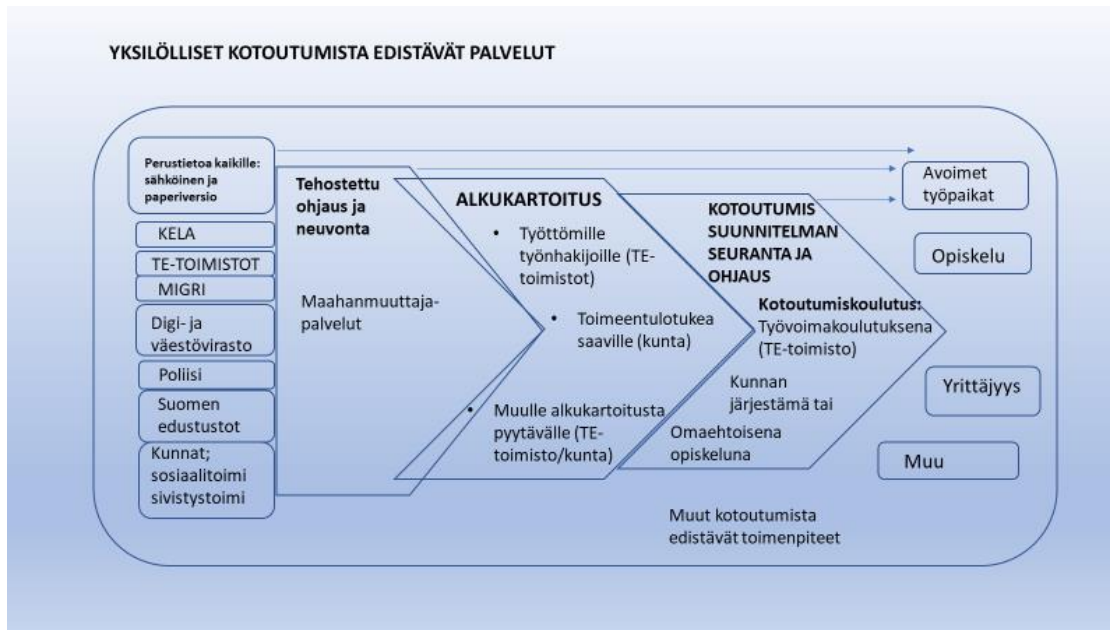 YKSILÖLLISET KOTOUTUMISTA EDISTÄVÄT PALVELUT
Perustietoa kaikille:
sähköinen ja
paperiversio
KELA
TE-TOIMISTOT
MIGRI
Digi- ja
väestövirasto
Poliisi
Suomen
edustustot
Kunnat;
sosiaalitoimi
sivistystoimi
Tehostettu
ohjaus ja
neuvonta
Maahanmuuttaja-
palvelut
ALKUKARTOITUS
• Työttömille
työnhakijoille (TE-
toimistot)
• Toimeentulotukea
saaville (kunta)
• Muulle alkukartoitusta
pyytävälle (TE-
toimisto/kunta)
KOTOUTUMIS
SUUNNITELMAN
SEURANTA JA
OHJAUS
Kotoutumiskoulutus:
Työvoimakoulutuksena
(TE-toimisto)
Kunnan
järjestämä tai
Omaehtoisena
opiskeluna
Muut kotoutumista
edistävät toimenpiteet
Avoimet
työpaikat
Opiskelu
Yrittäjyys
Muu